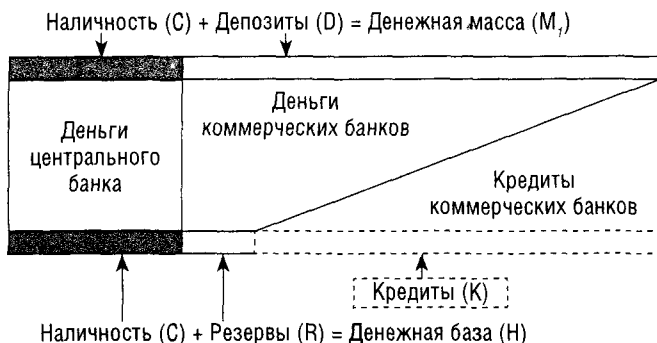 Наличность (C) + Депозиты (D) = Денежная масса (M₁)
Деньги
центрального
банка
Деньги
коммерческих банков
Кредиты
коммерческих банков
Кредиты (K)
Наличность (C) + Резервы (R) = Денежная база (H)